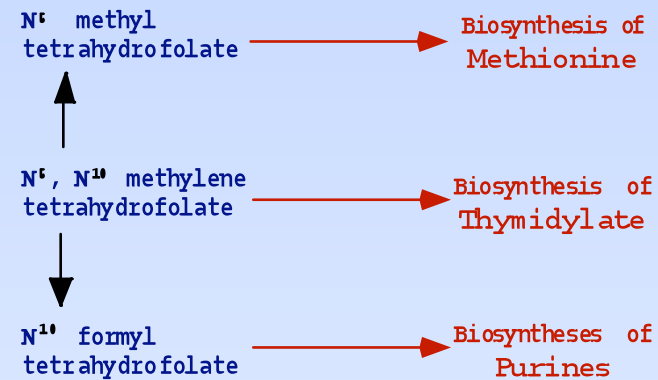 N⁵ methyl
tetrahydrofolate
Biosynthesis of
Methionine
N⁵, N¹⁰ methylene
tetrahydrofolate
Biosynthesis of
Thymidylate
N¹⁰ formyl
tetrahydrofolate
Biosyntheses of
Purines